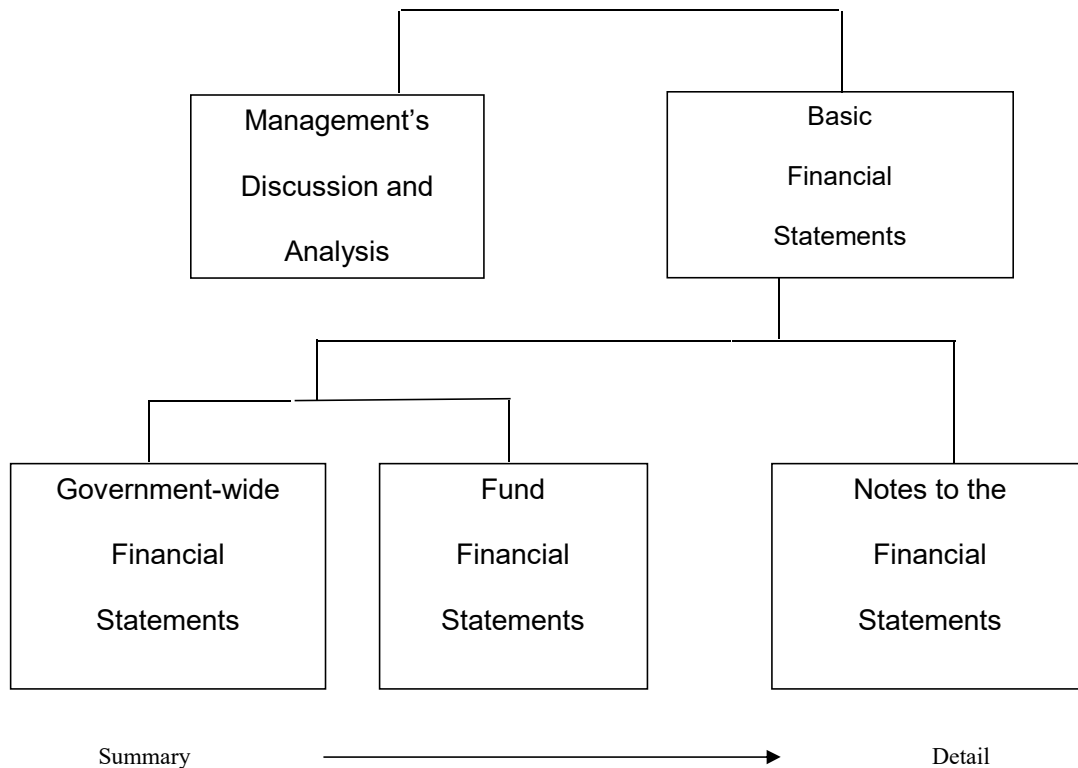 Management’s
Discussion and
Analysis
Basic
Financial
Statements
Government-wide
Financial
Statements
Fund
Financial
Statements
Notes to the
Financial
Statements
Summary
Detail